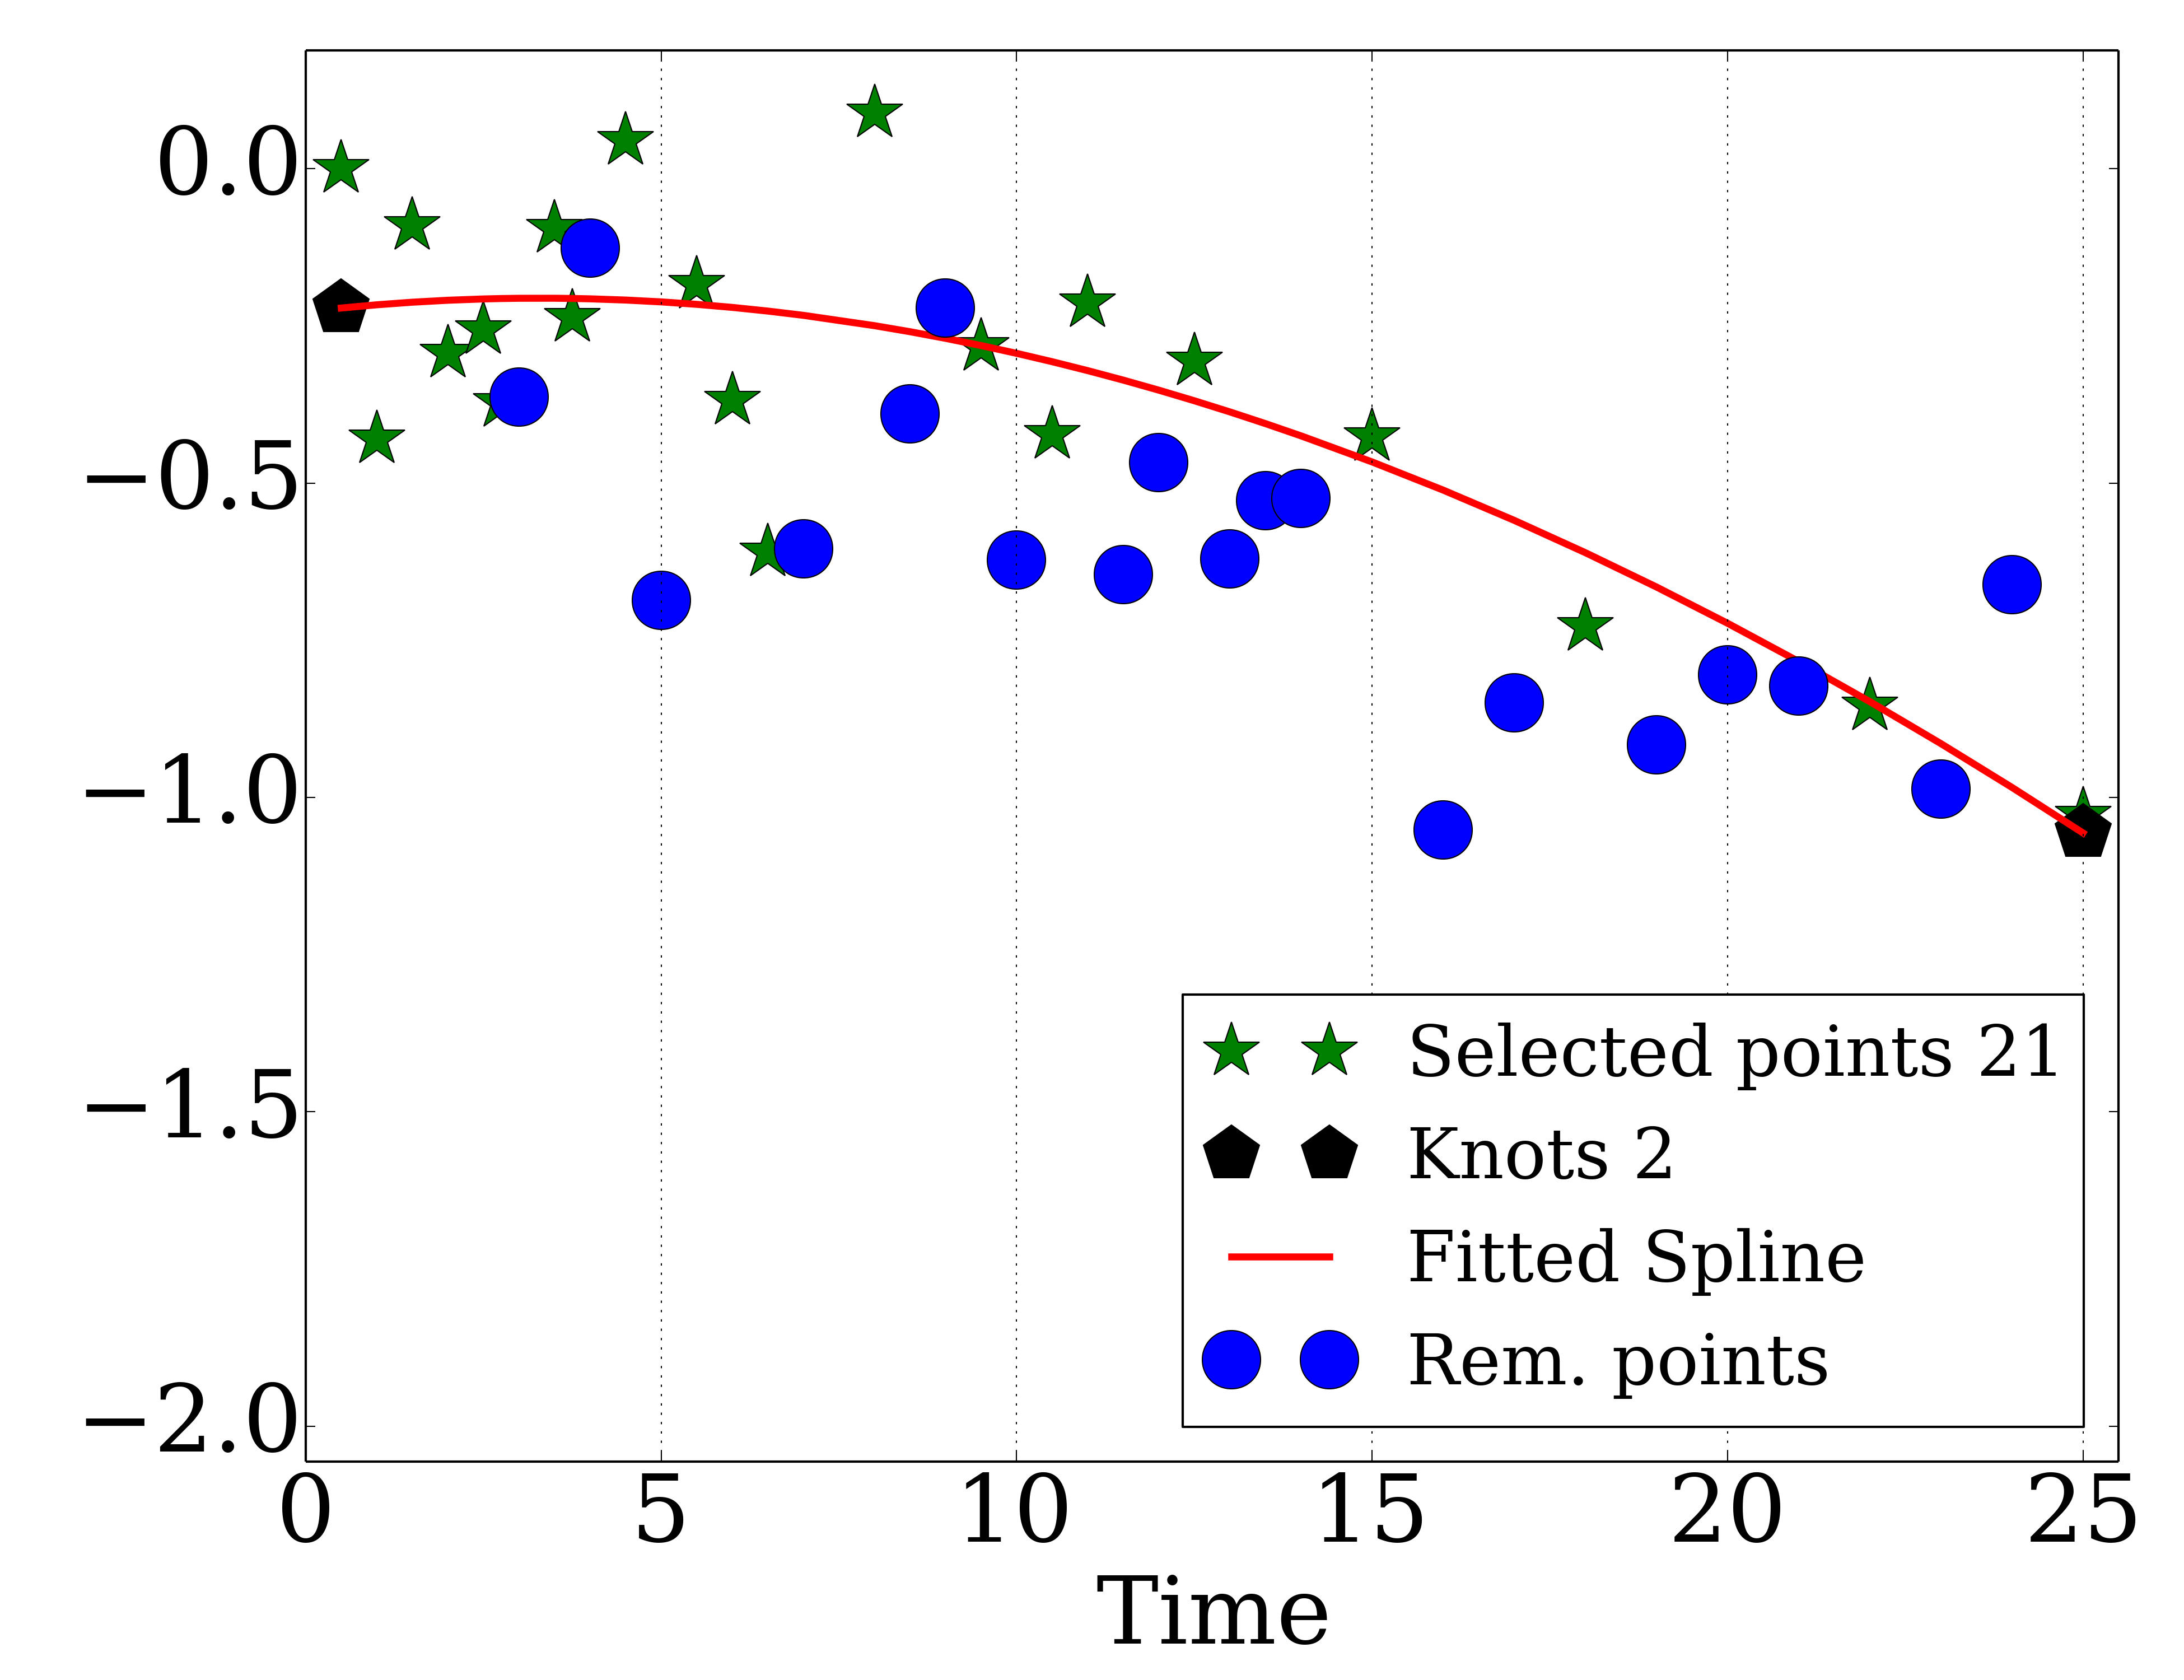 0.0
−0.5
−1.0
−1.5
−2.0
Selected points 21
Knots 2
Fitted Spline
Rem. points
0 5 10 15 20 25
Time